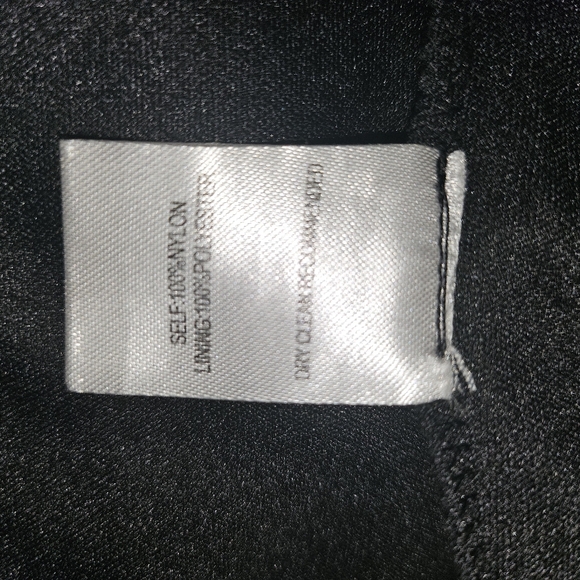 SELF:100%NYLON
LINING:100%POLYESTER
DRY CLEAN RECOMMENDED